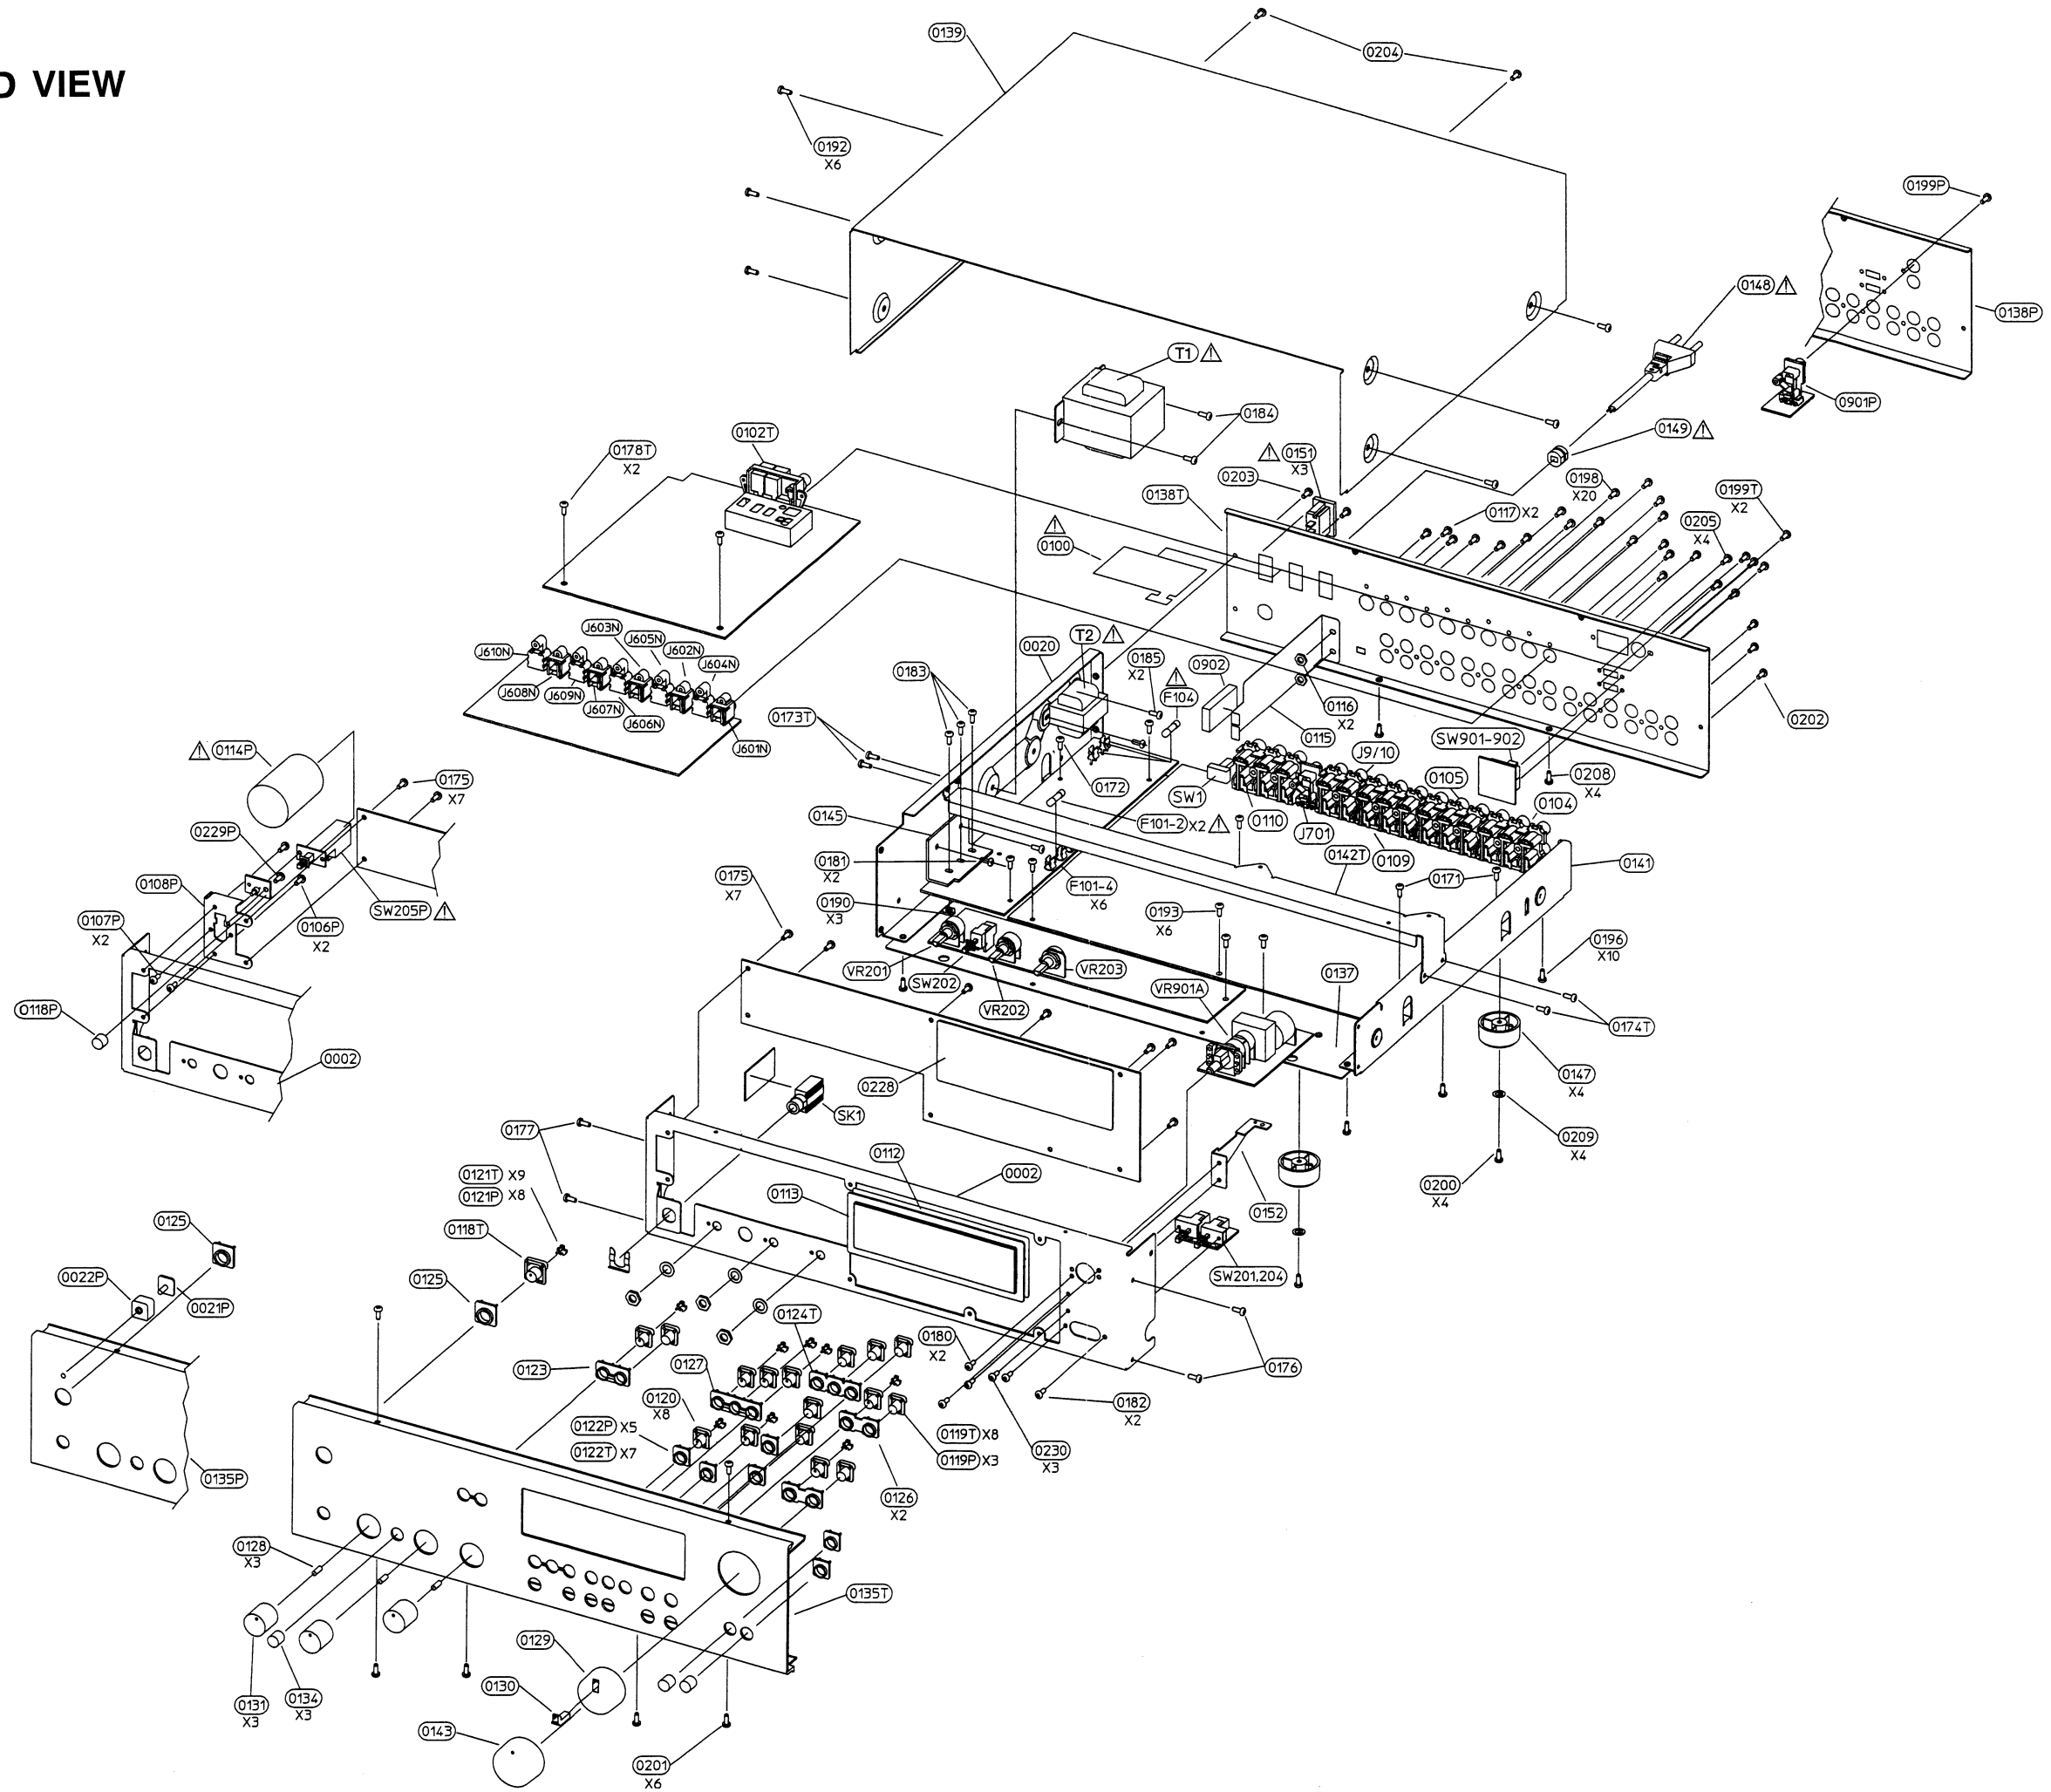 D VIEW
0139
0204
0192
X6
0199P
0148
0138P
T1
0901P
0184
0102T
0149
0178T
X2
0151
X3
0203
0198
X20
0199T
X2
0138T
0117 X2
0205
X4
0100
J603N
J605N
J602N
J604N
J610N
T2
0020
0185
X2
0183
0902
F104
J608N
J609N
J607N
J606N
J601N
0173T
0116
X2
0202
0115
SW901-902
0114P
0175
X7
J9/10
0208
X4
0172
SW1
0105
0104
0229P
0145
F101-2 X2
0110
J701
0109
0142T
0141
0108P
0181
X2
0175
X7
F101-4
X6
0171
SW205P
0107P
X2
0106P
X2
0190
X3
0193
X6
0196
X10
VR201
SW202
VR202
VR203
0137
VR901A
0118P
0174T
0002
0228
0147
X4
SK1
0177
0209
X4
0112
0002
0121T X9
0121P X8
0113
0200
X4
0125
0118T
0152
0022P
0021P
0125
SW201,204
0124T
0180
X2
0123
0127
0176
0120
X8
0182
X2
0122P X5
0122T X7
0119T X8
0119P X3
0230
X3
0135P
0126
X2
0128
X3
0135T
0129
0131
X3
0134
X3
0130
0143
0201
X6